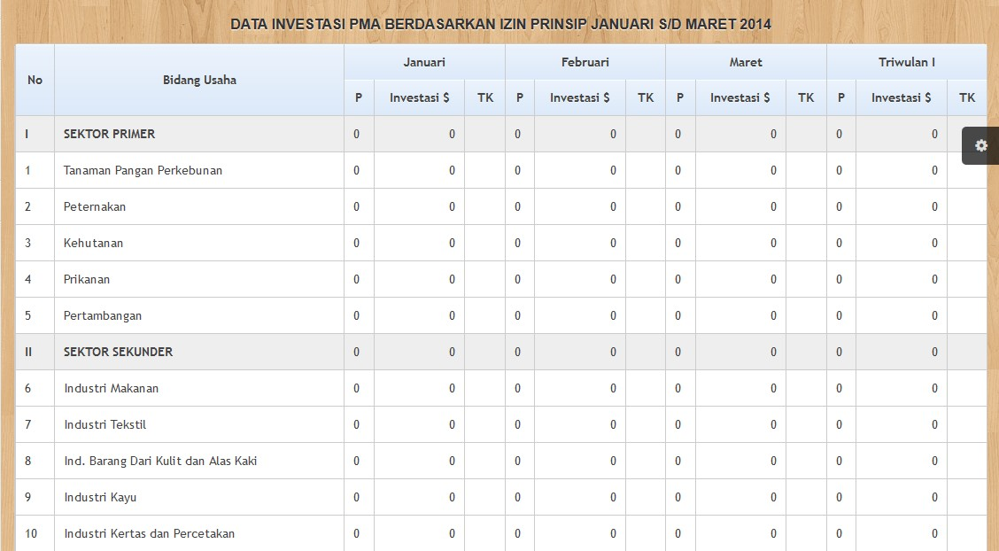 DATA INVESTASI PMA BERDASARKAN IZIN PRINSIP JANUARI S/D MARET 2014
No Bidang Usaha Januari Februari Maret Triwulan I
P Investasi $ TK P Investasi $ TK P Investasi $ TK P Investasi $ TK
I SEKTOR PRIMER 0 0 0 0 0 0 0 0
1 Tanaman Pangan Perkebunan 0 0 0 0 0 0 0 0
2 Peternakan 0 0 0 0 0 0 0 0
3 Kehutanan 0 0 0 0 0 0 0 0
4 Prikanan 0 0 0 0 0 0 0 0
5 Pertambangan 0 0 0 0 0 0 0 0
II SEKTOR SEKUNDER 0 0 0 0 0 0 0 0
6 Industri Makanan 0 0 0 0 0 0 0 0
7 Industri Tekstil 0 0 0 0 0 0 0 0
8 Ind. Barang Dari Kulit dan Alas Kaki 0 0 0 0 0 0 0 0
9 Industri Kayu 0 0 0 0 0 0 0 0
10 Industri Kertas dan Percetakan 0 0 0 0 0 0 0 0